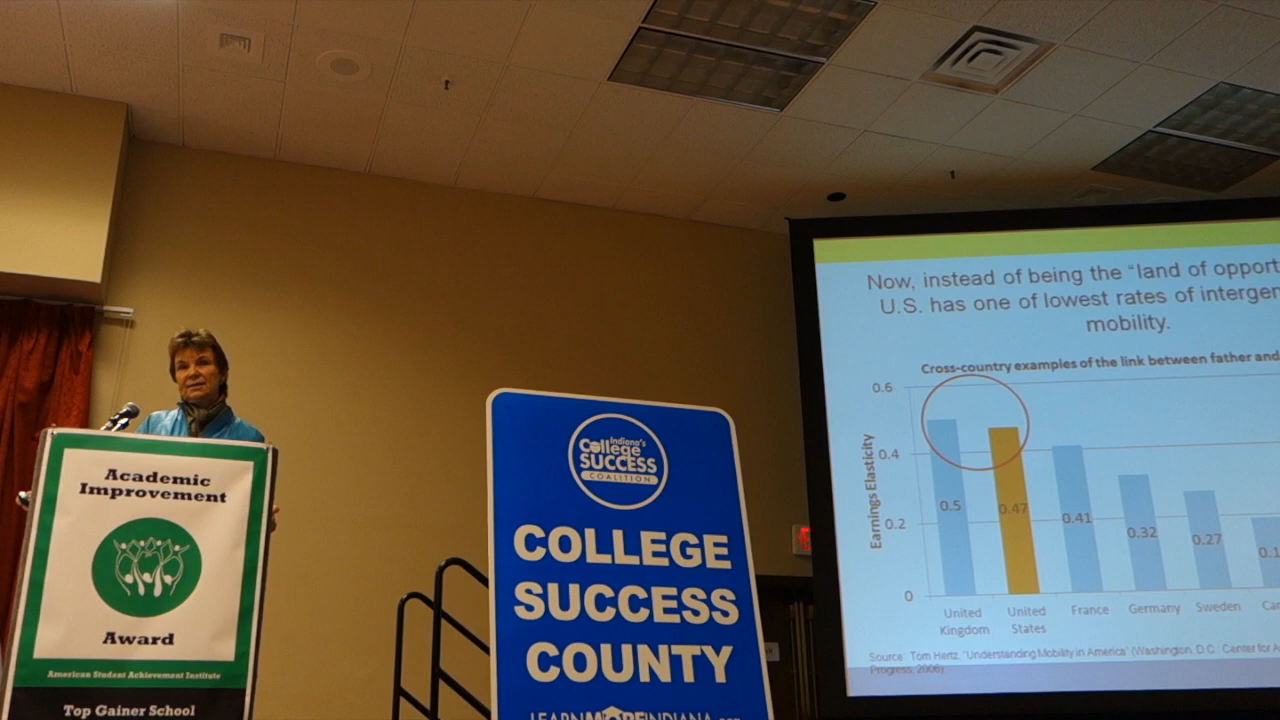 Academic
Improvement
Award
American Student Achievement Institute
Top Gainer School
Indiana's
College
SUCCESS
COALITION
COLLEGE
SUCCESS
COUNTY
LEARNMOREINDIANA
Now, instead of being the "land of opport
U.S. has one of lowest rates of intergen
mobility.
Cross-country examples of the link between father and
Earnings Elasticity
0.6
0.4
0.2
0
0.5
0.47
0.41
0.32
0.27
0.1
United
Kingdom
United
States
France
Germany
Sweden
Ca
Source: Tom Hertz, "Understanding Mobility in America" (Washington, D.C.: Center for A
Progress, 2006)